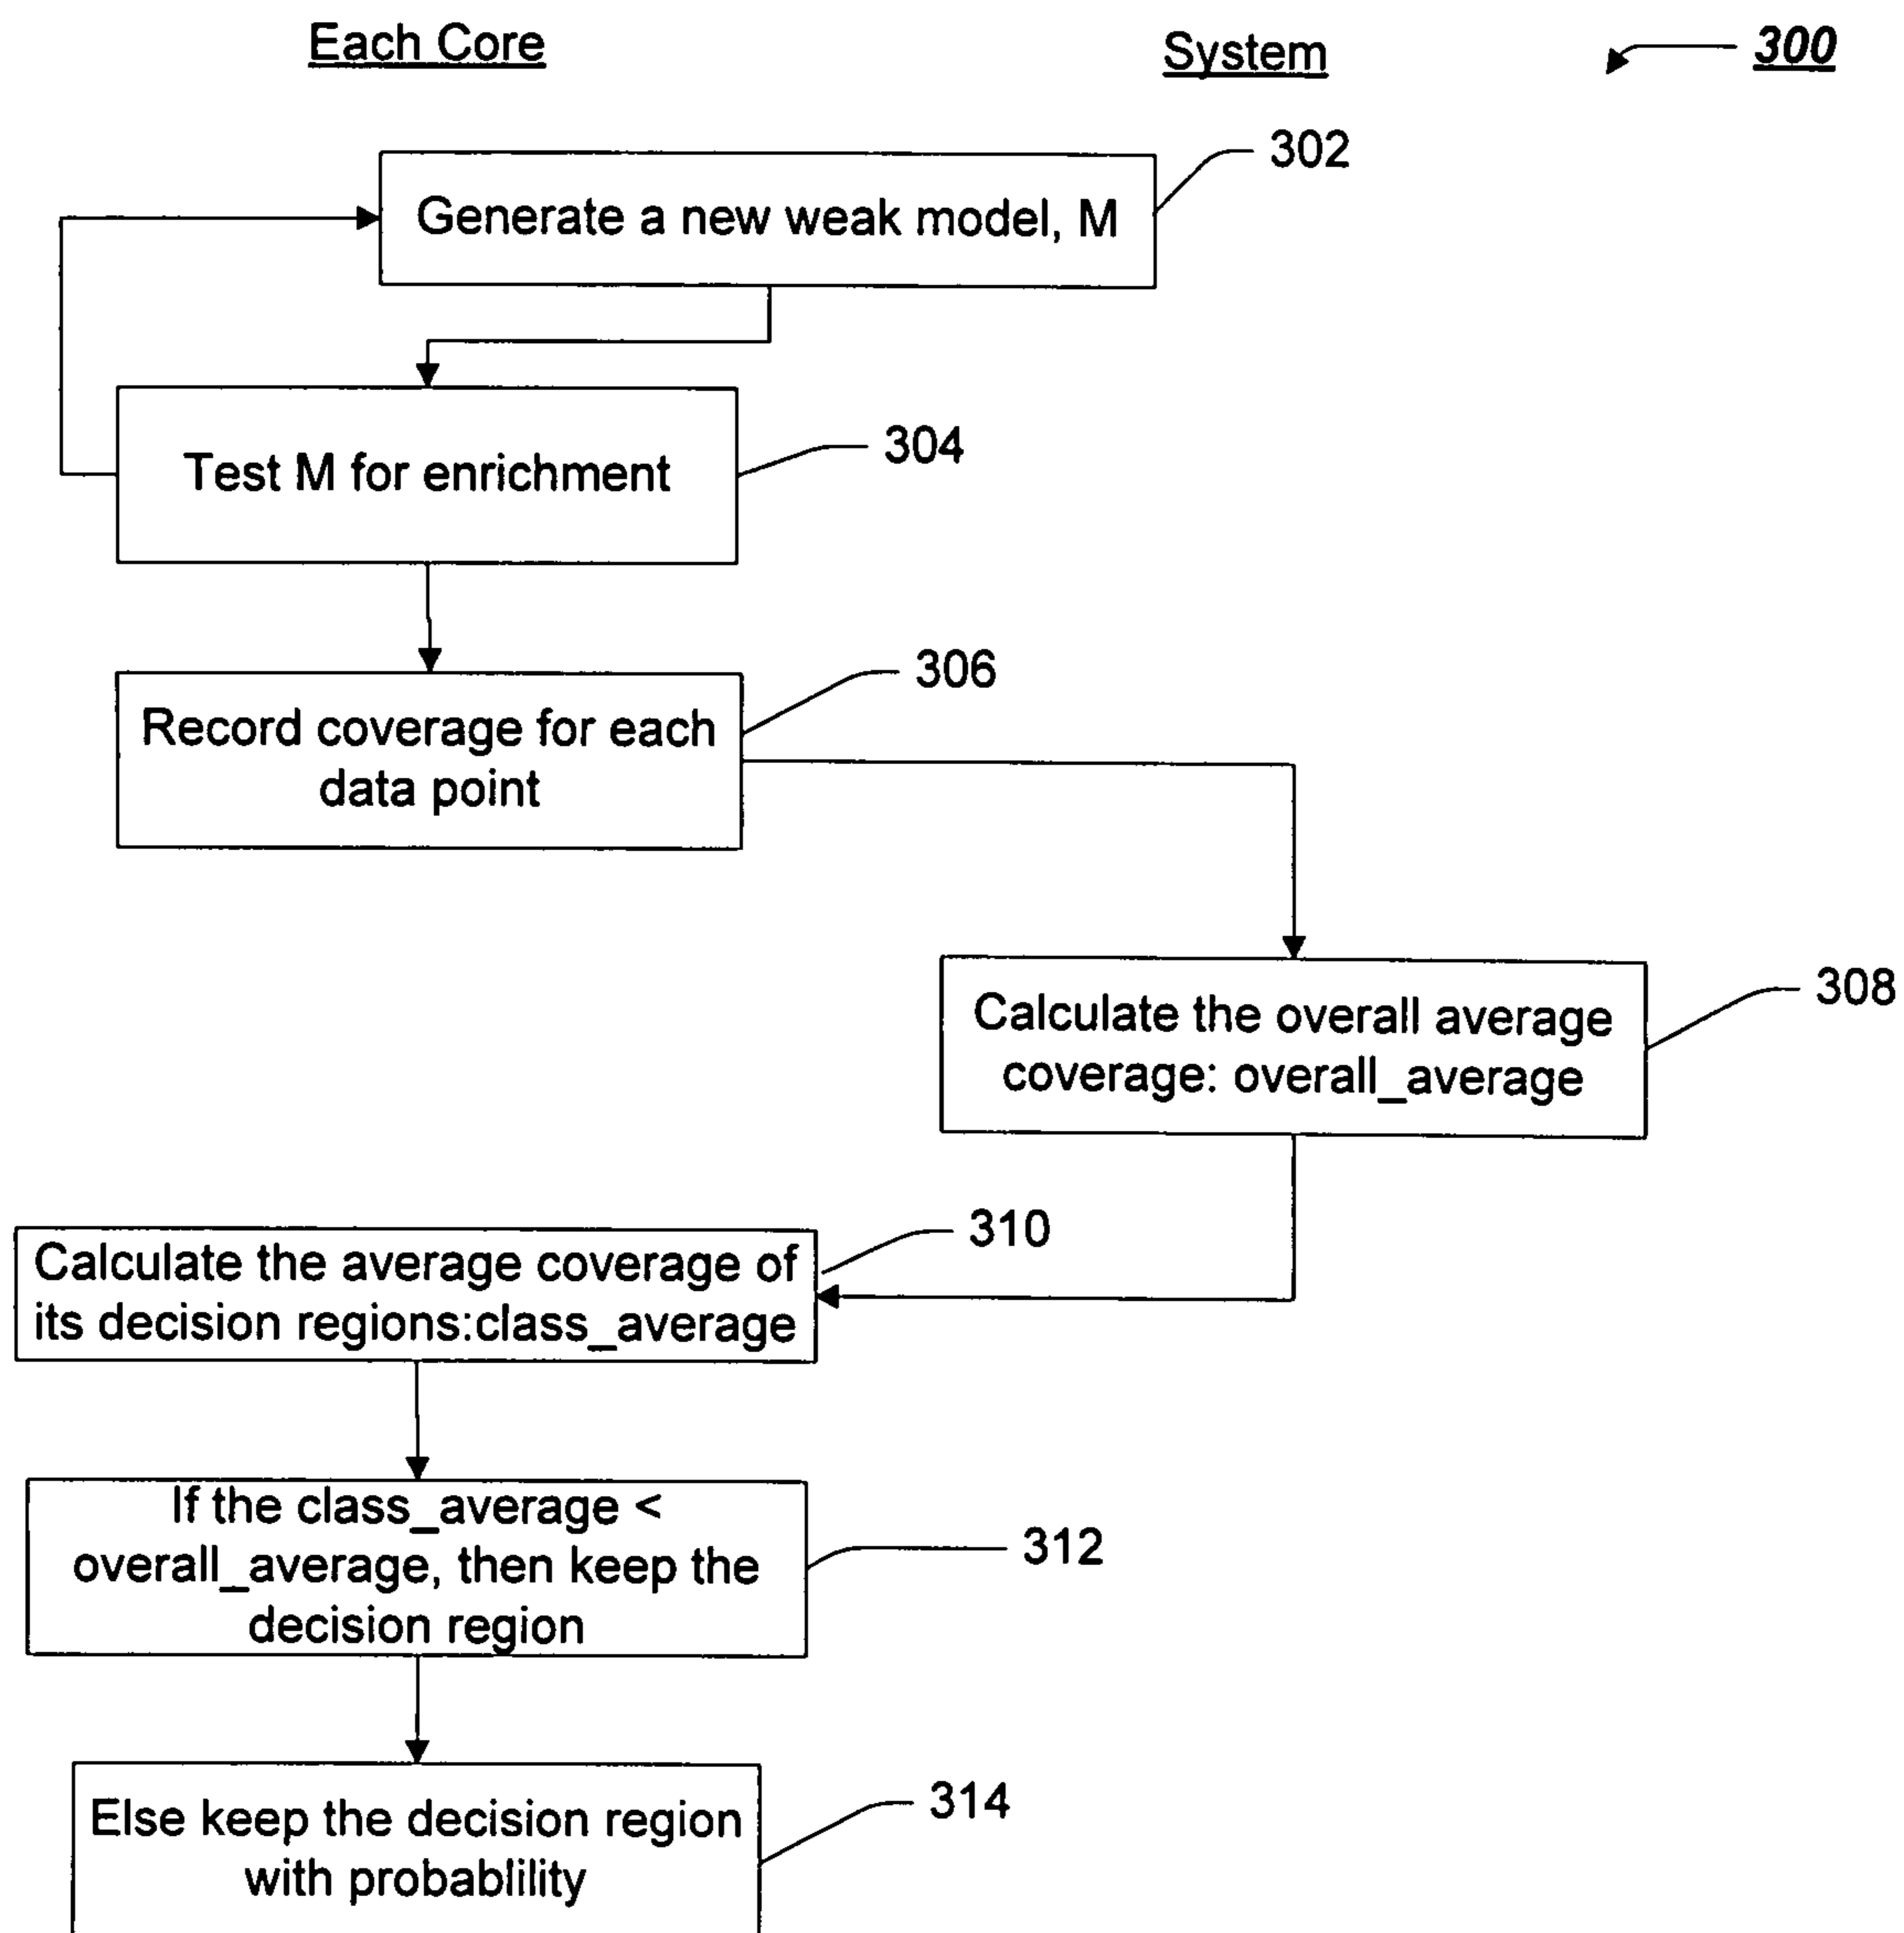 Each Core
System
300
302
Generate a new weak model, M
304
Test M for enrichment
306
Record coverage for each
data point
308
Calculate the overall average
coverage: overall_average
310
Calculate the average coverage of
its decision regions:class_average
If the class_average <
overall_average, then keep the
decision region
312
314
Else keep the decision region
with probablility